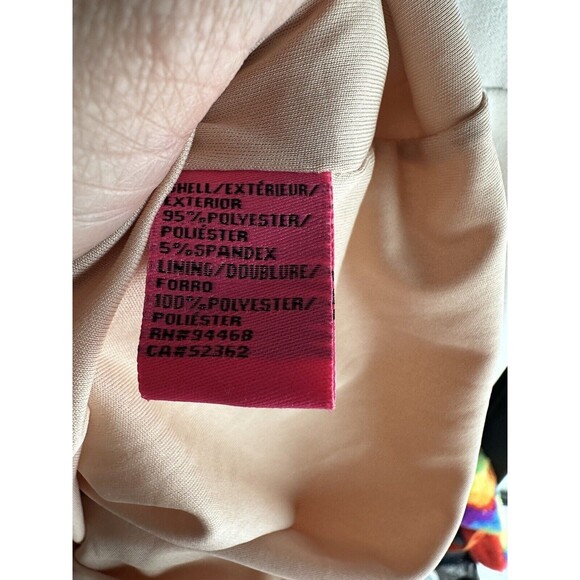 SHELL/EXTÉRIEUR/
EXTERIOR
95%POLYESTER/
POLIÉSTER
5%SPANDEX
LINING/DOUBLURE/
FORRO
100%POLYESTER/
POLIÉSTER
RN#94468
CA#52362